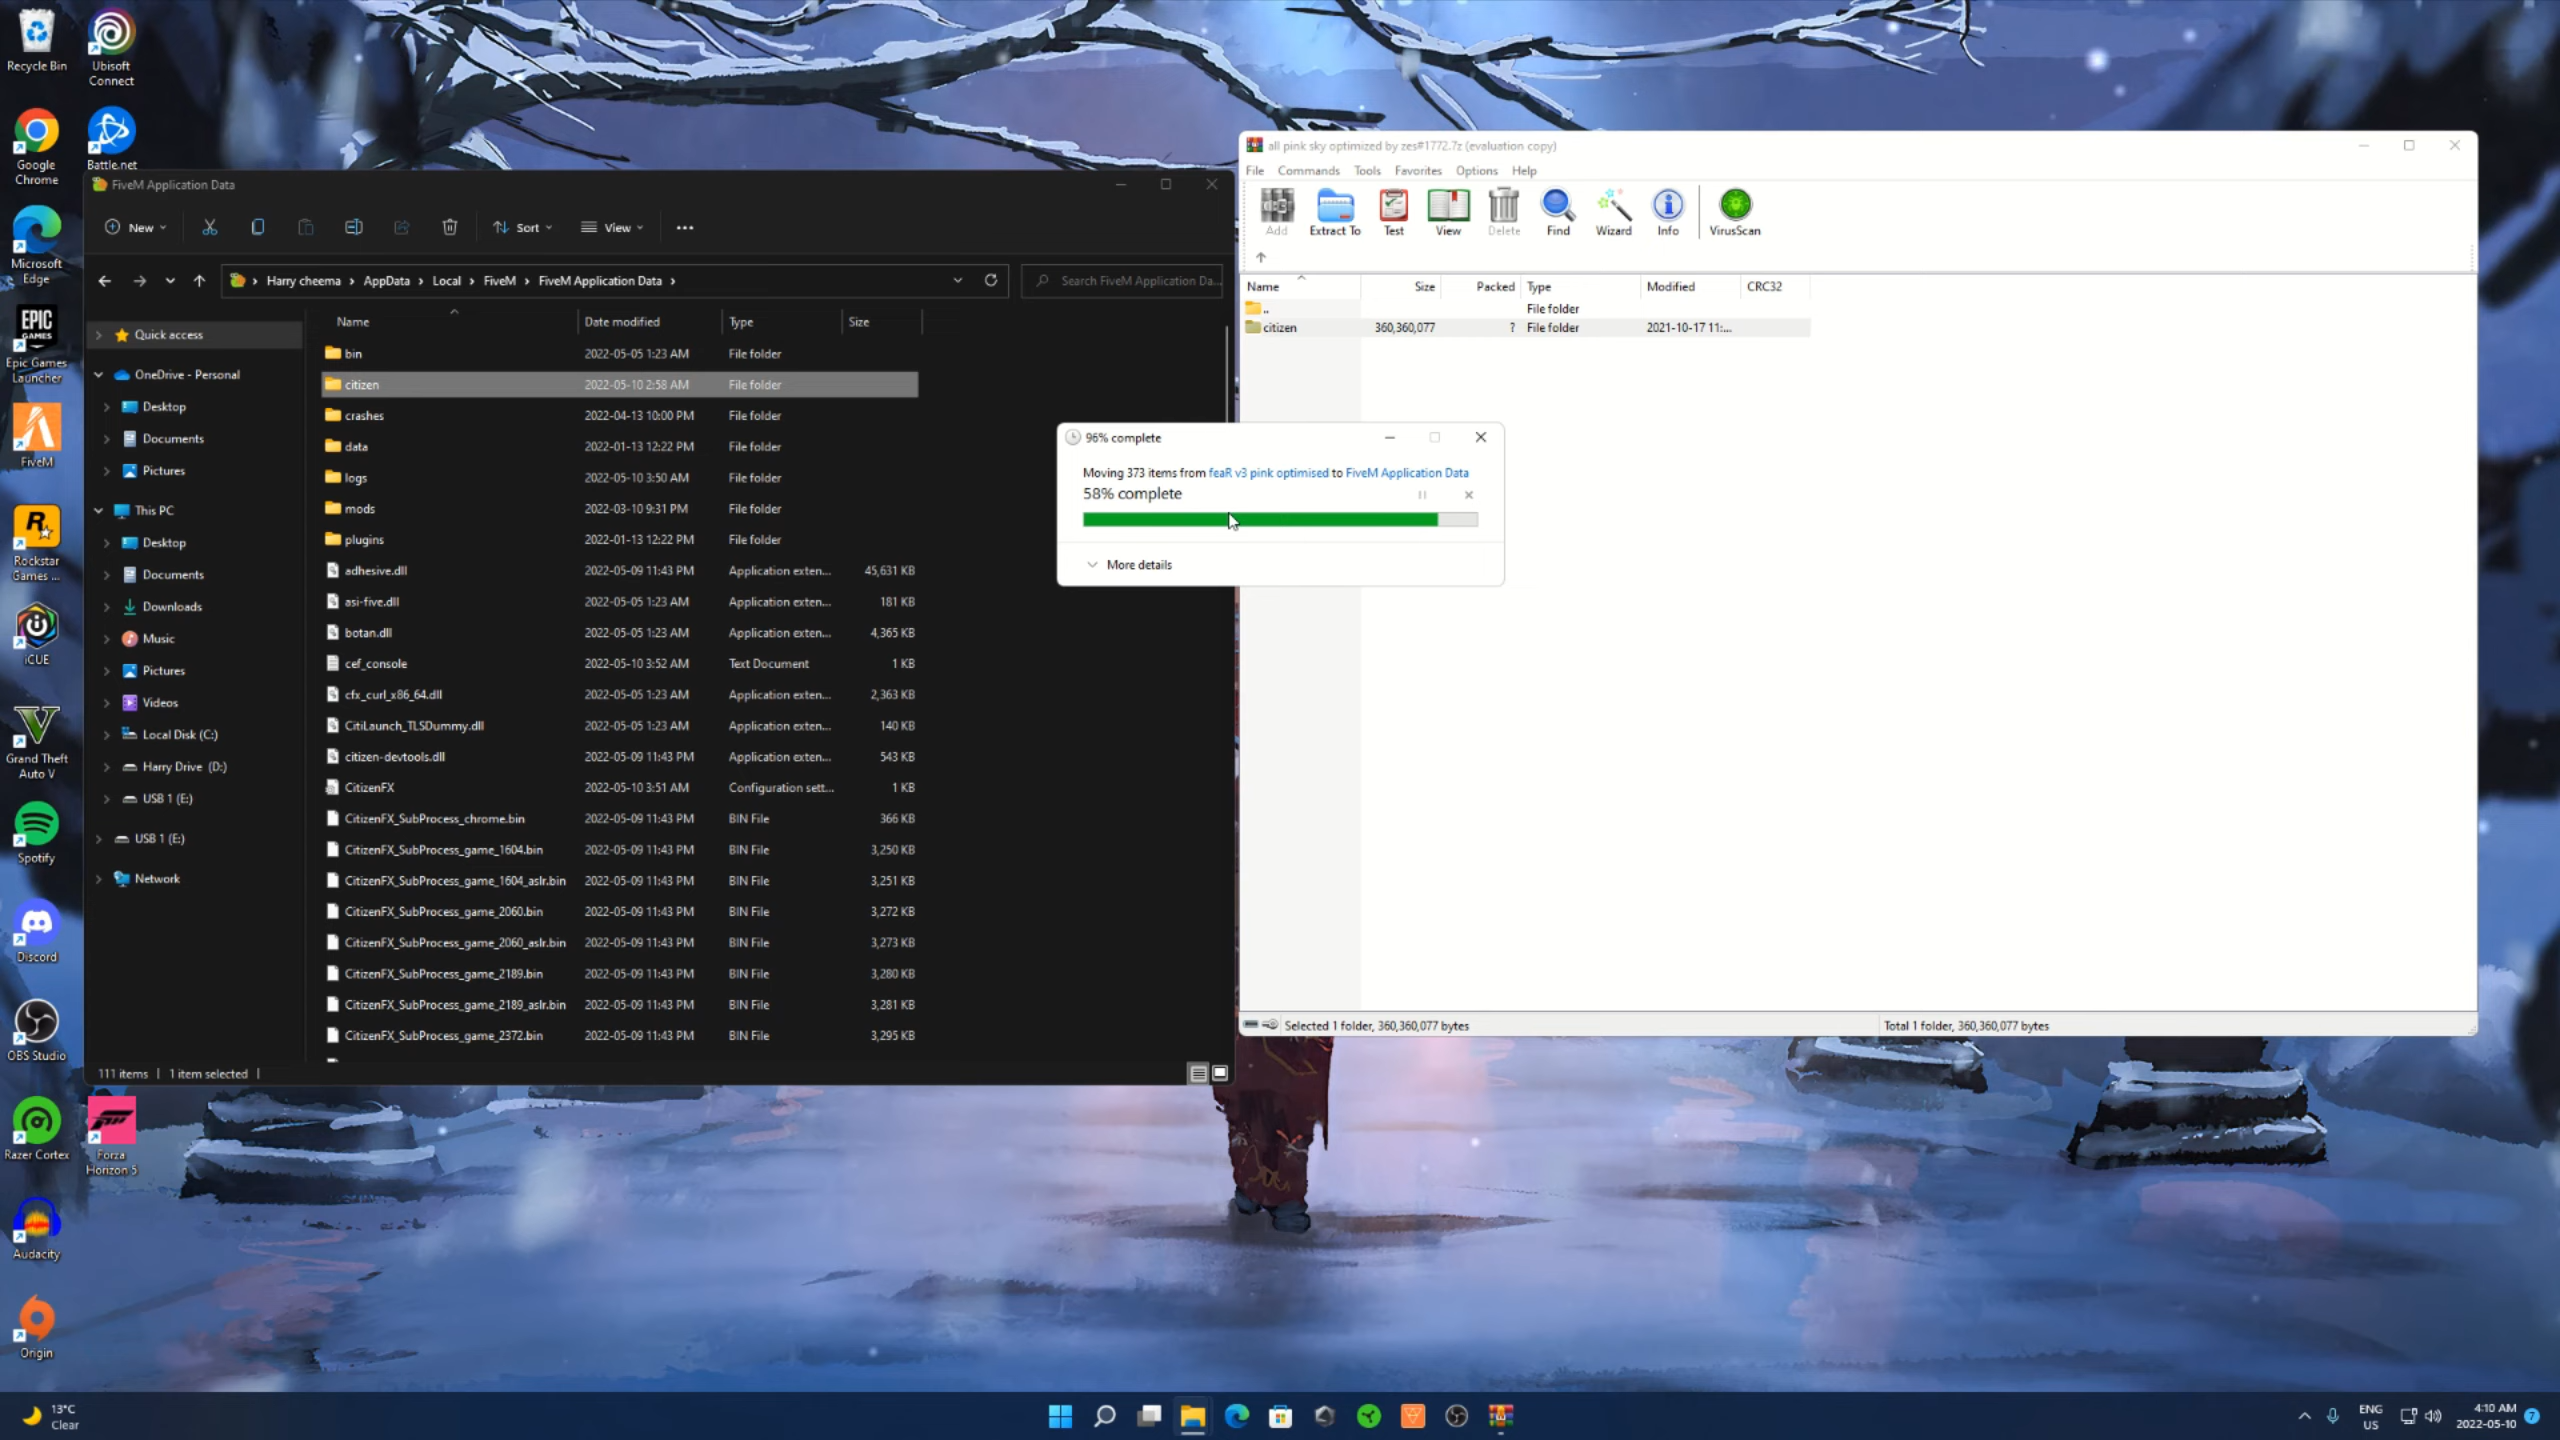 Recycle Bin
Ubisoft
Connect
Google
Chrome
Battle.net
Microsoft
Edge
EPIC
GAMES
Epic Games
Launcher
FiveM
Rockstar
Games ...
iCUE
Grand Theft
Auto V
Spotify
Discord
OBS Studio
Razer Cortex
Forza
Horizon 5
Audacity
Origin
FiveM Application Data
New
Sort
View
Harry cheema
AppData
Local
FiveM
FiveM Application Data
Search FiveM Application Da...
Quick access
OneDrive - Personal
Desktop
Documents
Pictures
This PC
Desktop
Documents
Downloads
Music
Pictures
Videos
Local Disk (C:)
Harry Drive (D:)
USB 1 (E:)
USB 1 (E:)
Network
Name Date modified Type Size
bin 2022-05-05 1:23 AM File folder
citizen 2022-05-10 2:58 AM File folder
crashes 2022-04-13 10:00 PM File folder
data 2022-01-13 12:22 PM File folder
logs 2022-05-10 3:50 AM File folder
mods 2022-03-10 9:31 PM File folder
plugins 2022-01-13 12:22 PM File folder
adhesive.dll 2022-05-09 11:43 PM Application exten... 45,631 KB
asi-five.dll 2022-05-05 1:23 AM Application exten... 181 KB
botan.dll 2022-05-05 1:23 AM Application exten... 4,365 KB
cef_console 2022-05-10 3:52 AM Text Document 1 KB
cfx_curl_x86_64.dll 2022-05-05 1:23 AM Application exten... 2,363 KB
CitiLaunch_TLSDummy.dll 2022-05-05 1:23 AM Application exten... 140 KB
citizen-devtools.dll 2022-05-09 11:43 PM Application exten... 543 KB
CitizenFX 2022-05-10 3:51 AM Configuration sett... 1 KB
CitizenFX_SubProcess_chrome.bin 2022-05-09 11:43 PM BIN File 366 KB
CitizenFX_SubProcess_game_1604.bin 2022-05-09 11:43 PM BIN File 3,250 KB
CitizenFX_SubProcess_game_1604_aslr.bin 2022-05-09 11:43 PM BIN File 3,251 KB
CitizenFX_SubProcess_game_2060.bin 2022-05-09 11:43 PM BIN File 3,272 KB
CitizenFX_SubProcess_game_2060_aslr.bin 2022-05-09 11:43 PM BIN File 3,273 KB
CitizenFX_SubProcess_game_2189.bin 2022-05-09 11:43 PM BIN File 3,280 KB
CitizenFX_SubProcess_game_2189_aslr.bin 2022-05-09 11:43 PM BIN File 3,281 KB
CitizenFX_SubProcess_game_2372.bin 2022-05-09 11:43 PM BIN File 3,295 KB
111 items 1 item selected
all pink sky optimized by zes#1772.7z (evaluation copy)
File Commands Tools Favorites Options Help
Add Extract To Test View Delete Find Wizard Info VirusScan
Name Size Packed Type Modified CRC32
.. File folder
citizen 360,360,077 ? File folder 2021-10-17 11:...
Selected 1 folder, 360,360,077 bytes
Total 1 folder, 360,360,077 bytes
96% complete
Moving 373 items from feaR v3 pink optimised to FiveM Application Data
58% complete
More details
13°C
Clear
ENG
US
4:10 AM
2022-05-10
7